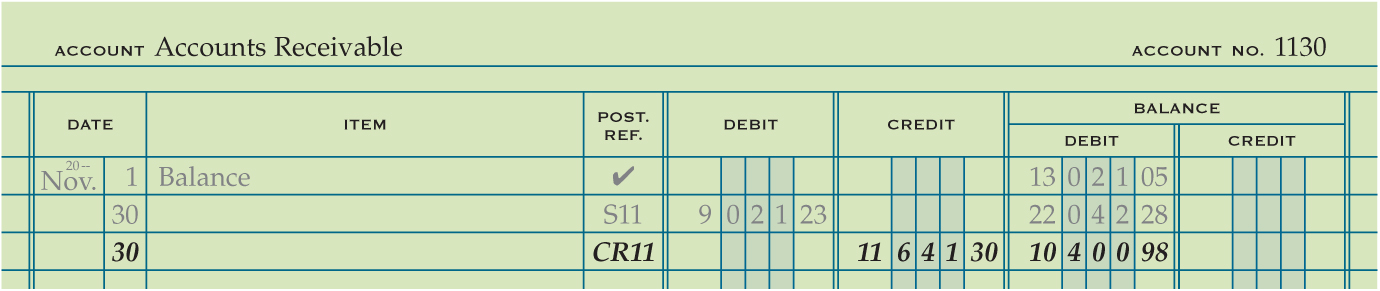 ACCOUNT Accounts Receivable ACCOUNT NO. 1130
BALANCE
DATE ITEM POST. REF. DEBIT CREDIT DEBIT CREDIT
20-- Nov. 1 Balance ✔ 13 0 2 1 05
30 S11 9 0 2 1 23 22 0 4 2 28
30 CR11 11 6 4 1 30 10 4 0 0 98